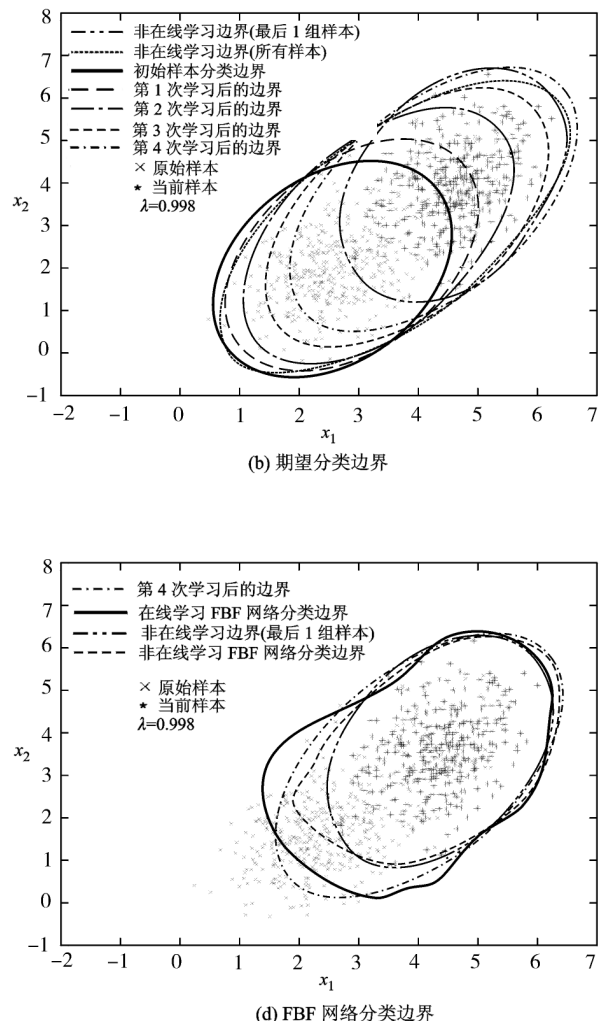 非在线学习边界(最后 1 组样本)
非在线学习边界(所有样本)
初始样本分类边界
第 1 次学习后的边界
第 2 次学习后的边界
第 3 次学习后的边界
第 4 次学习后的边界
× 原始样本
★ 当前样本
λ=0.998
8
7
6
5
4
3
2
1
0
−1
x2
−2 −1 0 1 2 3 4 5 6 7
x1
(b) 期望分类边界
第 4 次学习后的边界
在线学习 FBF 网络分类边界
非在线学习边界(最后 1 组样本)
非在线学习 FBF 网络分类边界
× 原始样本
★ 当前样本
λ=0.998
8
7
6
5
4
3
2
1
0
−1
x2
−2 −1 0 1 2 3 4 5 6 7
x1
(d) FBF 网络分类边界